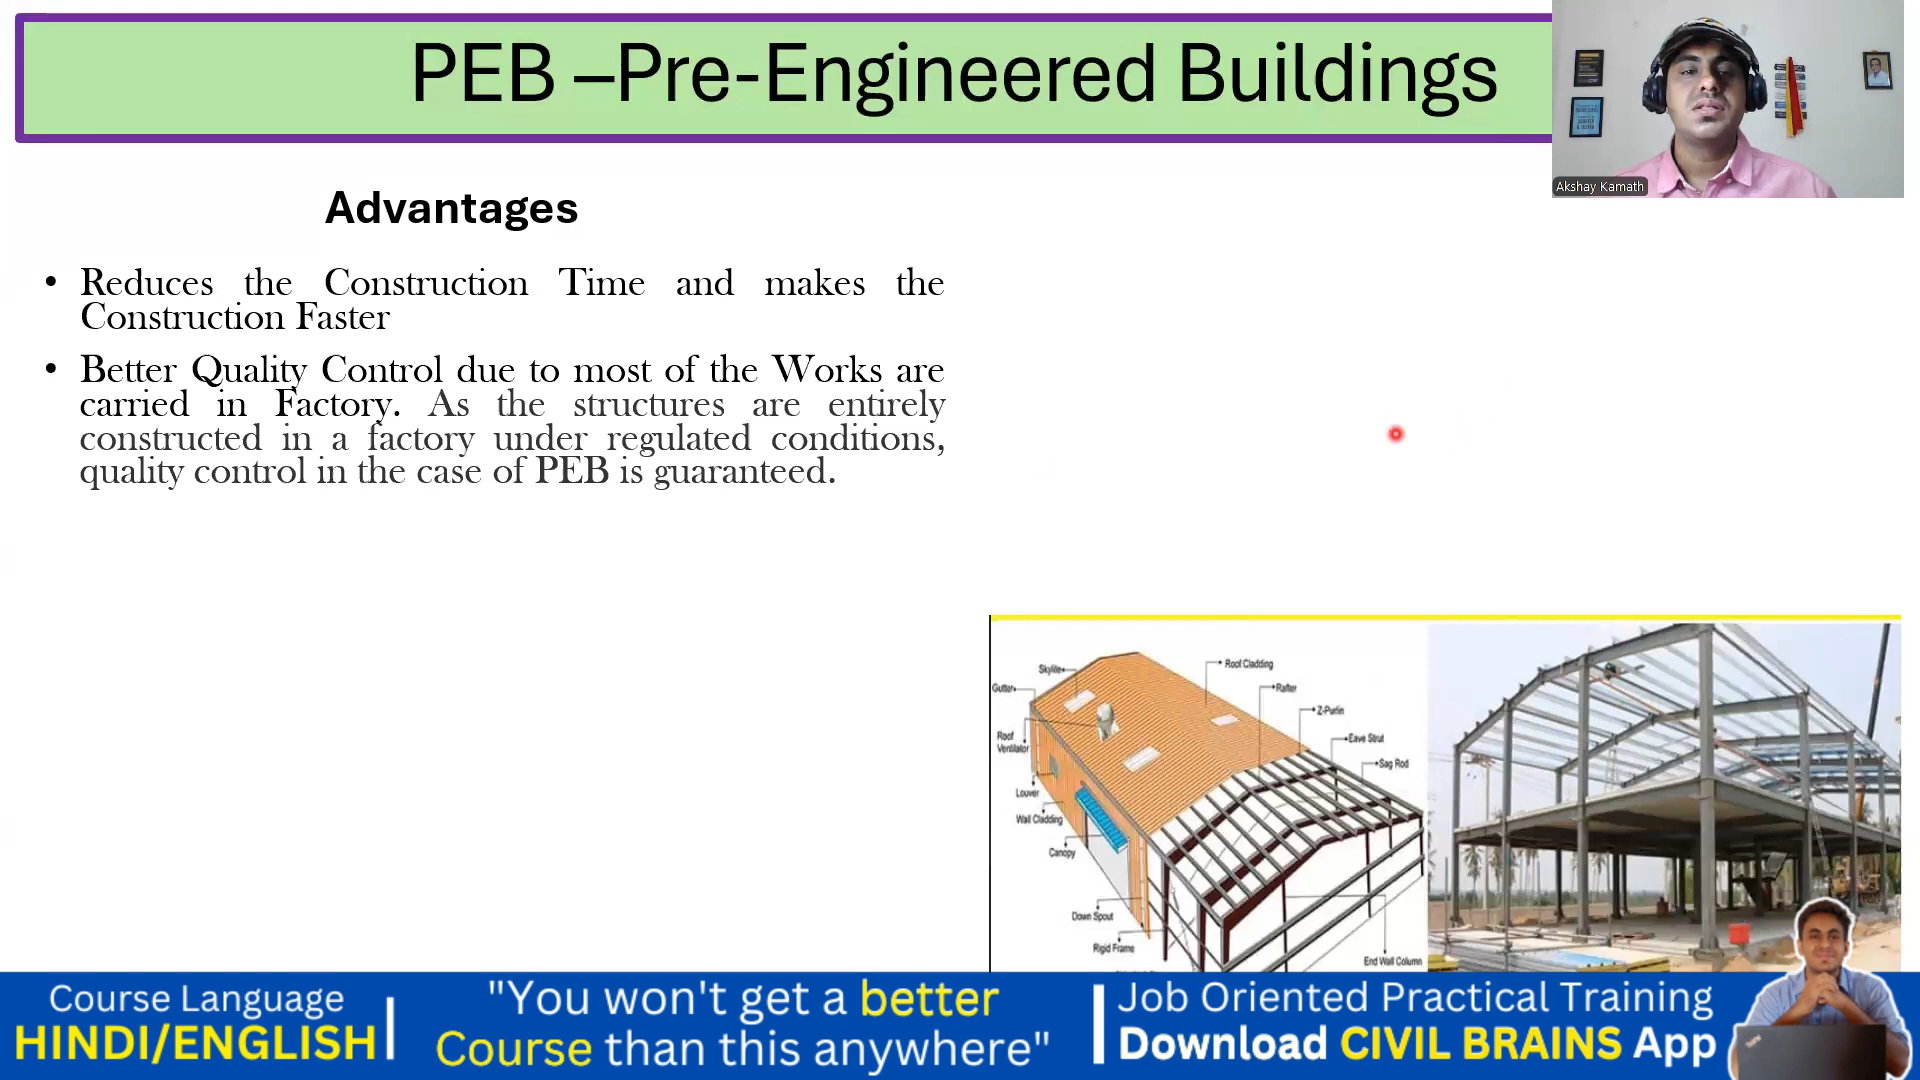 PEB –Pre-Engineered Buildings
Akshay Kamath
Advantages
• Reduces the Construction Time and makes the
Construction Faster
• Better Quality Control due to most of the Works are
carried in Factory. As the structures are entirely
constructed in a factory under regulated conditions,
quality control in the case of PEB is guaranteed.
Skylite
Roof Cladding
Gutter
Rafter
Z-Purlin
Roof
Ventilator
Eave Strut
Sag Rod
Louver
Wall Cladding
Canopy
Down Spout
Rigid Frame
End Wall Column
Course Language
HINDI/ENGLISH
"You won't get a better
Course than this anywhere"
Job Oriented Practical Training
Download CIVIL BRAINS App